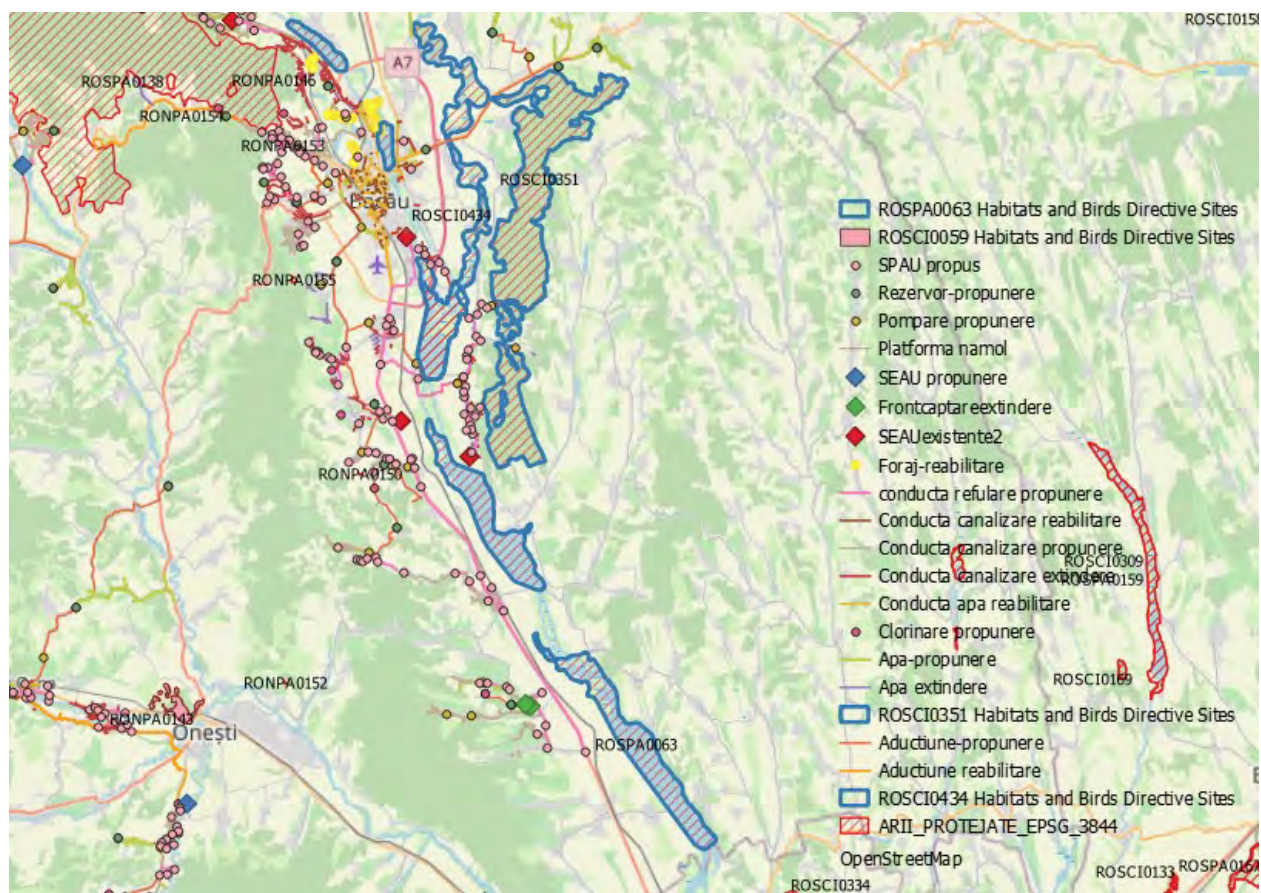 ROSCI0158
A7
ROSPA0138
RONPA0146
RONPA0154
RONPA0153
ROSCI0351
Bacău
ROSCI0434
RONPA0155
RONPA0150
RONPA0152
RONPA0143
Onești
ROSPA0063
ROSPA0063 Habitats and Birds Directive Sites
ROSCI0059 Habitats and Birds Directive Sites
SPAU propus
Rezervor-propunere
Pompare propunere
Platforma namol
SEAU propunere
Frontcaptareextindere
SEAUexistente2
Foraj-reabilitare
conducta refulare propunere
Conducta canalizare reabilitare
Conducta canalizare propunere
Conducta canalizare extindere
Conducta apa reabilitare
Clorinare propunere
Apa-propunere
Apa extindere
ROSCI0351 Habitats and Birds Directive Sites
Aductiune-propunere
Aductiune reabilitare
ROSCI0434 Habitats and Birds Directive Sites
ARII_PROTEJATE_EPSG_3844
OpenStreetMap
ROSCI0309
ROSPA0159
ROSCI0169
ROSCI0334
ROSCI0133
ROSPA0167